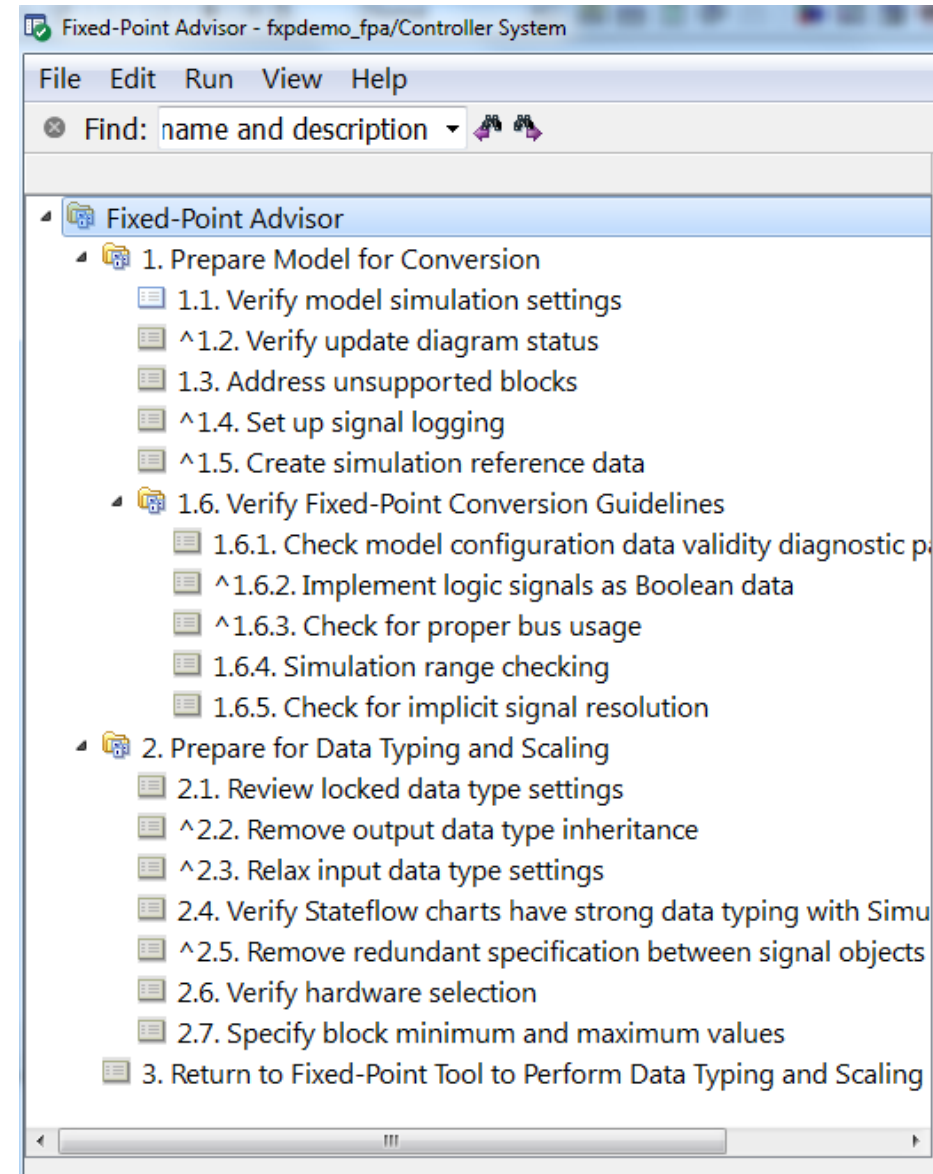 Fixed-Point Advisor - fxpdemo_fpa/Controller System
File Edit Run View Help
Find: name and description
Fixed-Point Advisor
1. Prepare Model for Conversion
1.1. Verify model simulation settings
^1.2. Verify update diagram status
1.3. Address unsupported blocks
^1.4. Set up signal logging
^1.5. Create simulation reference data
1.6. Verify Fixed-Point Conversion Guidelines
1.6.1. Check model configuration data validity diagnostic pa
^1.6.2. Implement logic signals as Boolean data
^1.6.3. Check for proper bus usage
1.6.4. Simulation range checking
1.6.5. Check for implicit signal resolution
2. Prepare for Data Typing and Scaling
2.1. Review locked data type settings
^2.2. Remove output data type inheritance
^2.3. Relax input data type settings
2.4. Verify Stateflow charts have strong data typing with Simu
^2.5. Remove redundant specification between signal objects
2.6. Verify hardware selection
2.7. Specify block minimum and maximum values
3. Return to Fixed-Point Tool to Perform Data Typing and Scaling